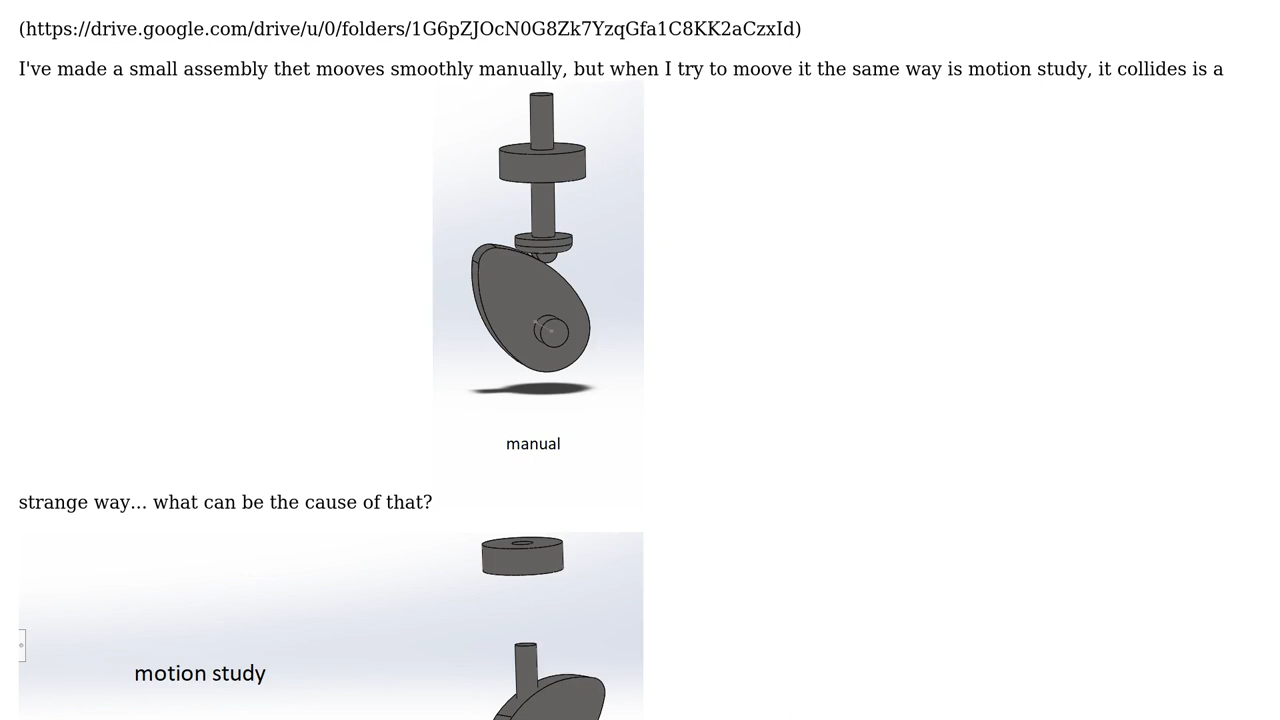 (https://drive.google.com/drive/u/0/folders/1G6pZJOcN0G8Zk7YzqGfa1C8KK2aCzxId)
I've made a small assembly thet mooves smoothly manually, but when I try to moove it the same way is motion study, it collides is a
manual
strange way... what can be the cause of that?
motion study